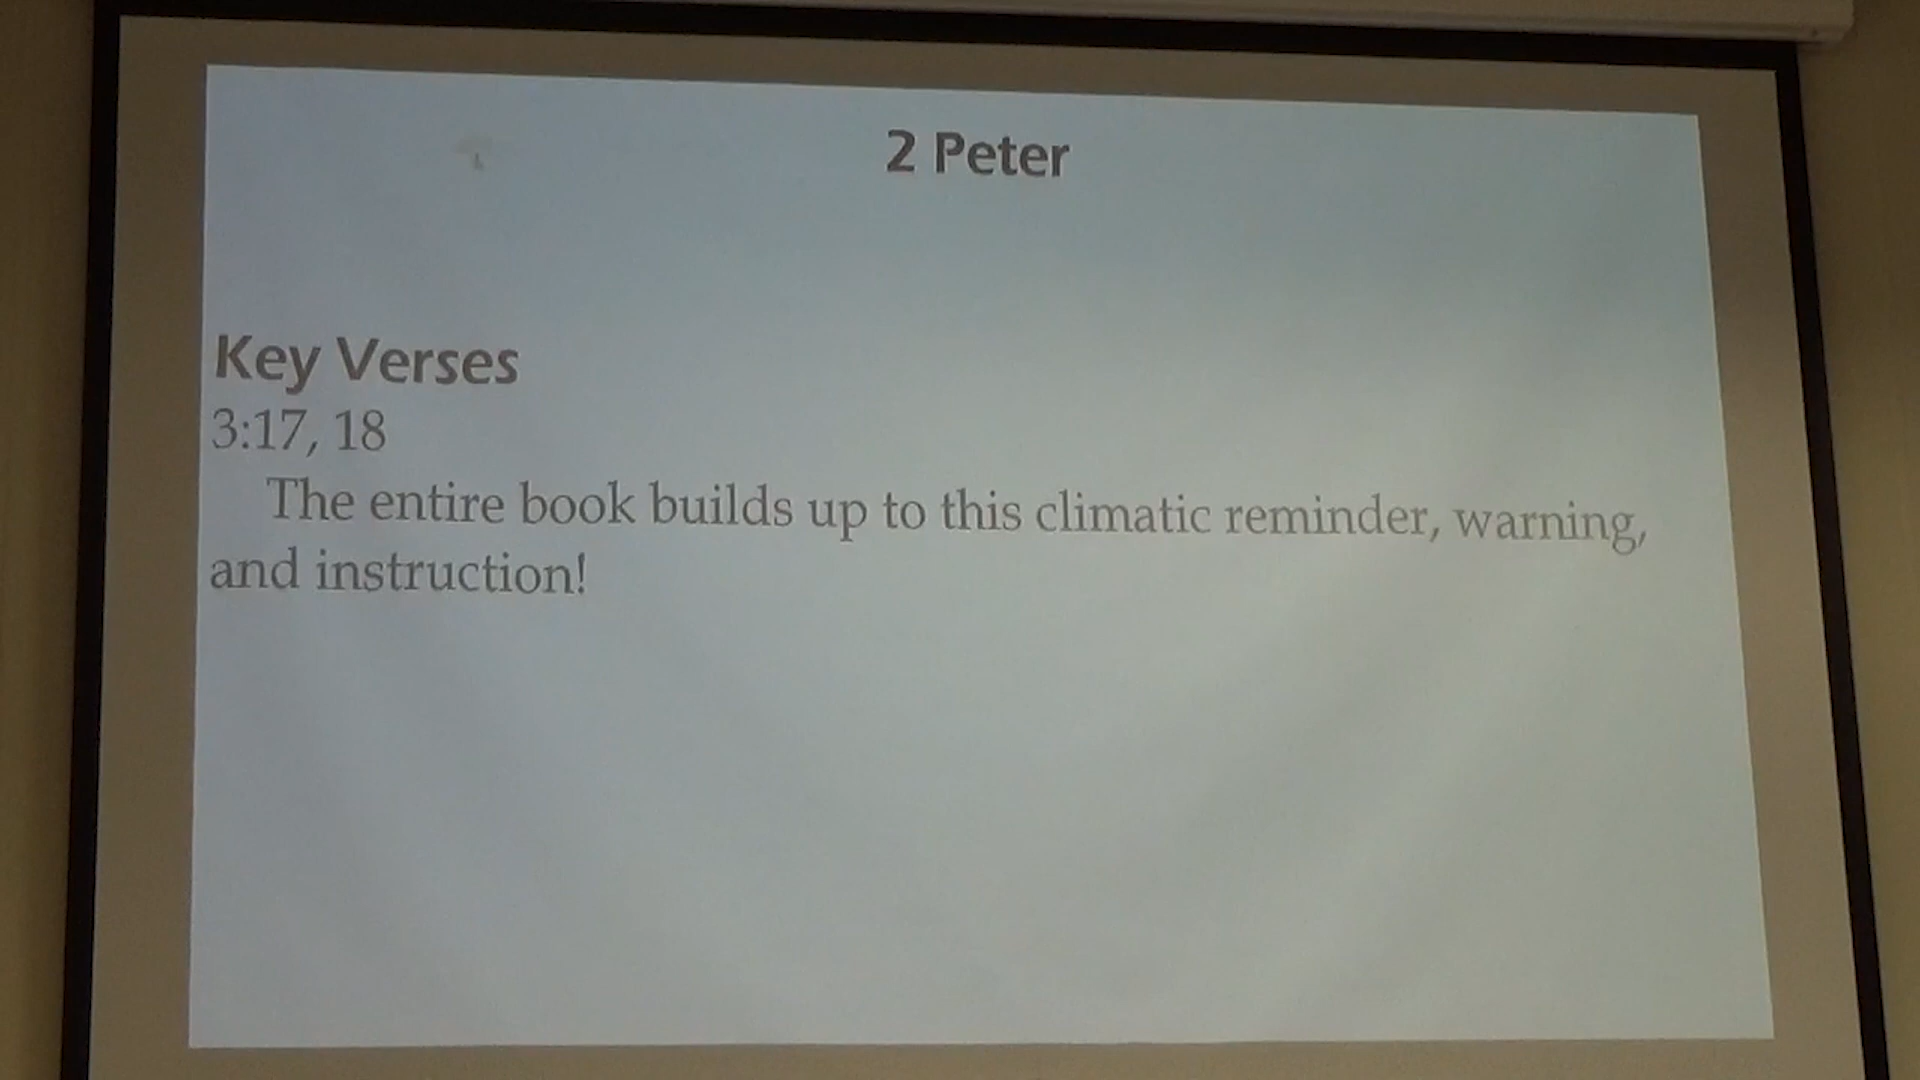 2 Peter
Key Verses
3:17, 18
The entire book builds up to this climatic reminder, warning,
and instruction!